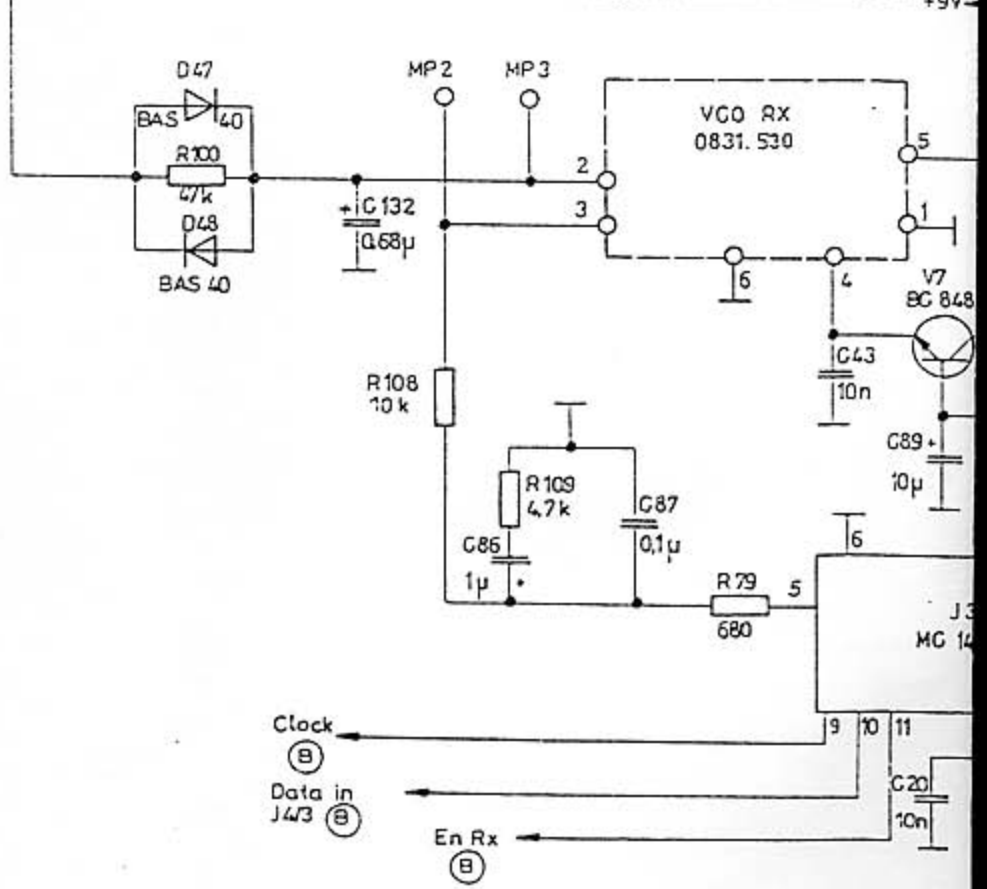 +9V
D47
BAS 40
R100
47k
D48
BAS 40
MP2
MP3
+ C132
0,68µ
VCO RX
0831.530
2
3
5
1
6
4
V7
BC 848
C43
10n
C89 +
10µ
R108
10k
R109
4,7k
C86
1µ
C87
0,1µ
R79
680
5
6
J3
MC 14
9
10
11
Clock
B
Data in
J4/3 B
En Rx
B
C20
10n